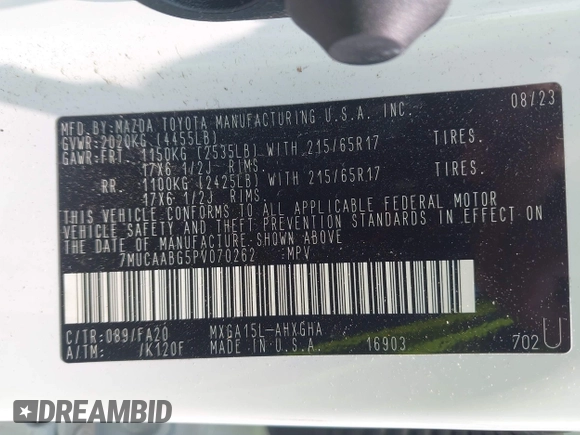 MFD.BY:MAZDA TOYOTA MANUFACTURING U.S.A. INC. 08/23
GVWR:2020KG (4455LB)
GAWR:FRT. 1150KG (2535LB) WITH 215/65R17 TIRES.
17X6 1/2J RIMS.
RR. 1100KG (2425LB) WITH 215/65R17 TIRES.
17X6 1/2J RIMS.
THIS VEHICLE CONFORMS TO ALL APPLICABLE FEDERAL MOTOR
VEHICLE SAFETY AND THEFT PREVENTION STANDARDS IN EFFECT ON
THE DATE OF MANUFACTURE SHOWN ABOVE
7MUCAABG5PV070262 MPV
C/TR:089/FA20 MXGA15L-AHXGHA
A/TM: /K120F MADE IN U.S.A. 16903 702 U
DREAMBID